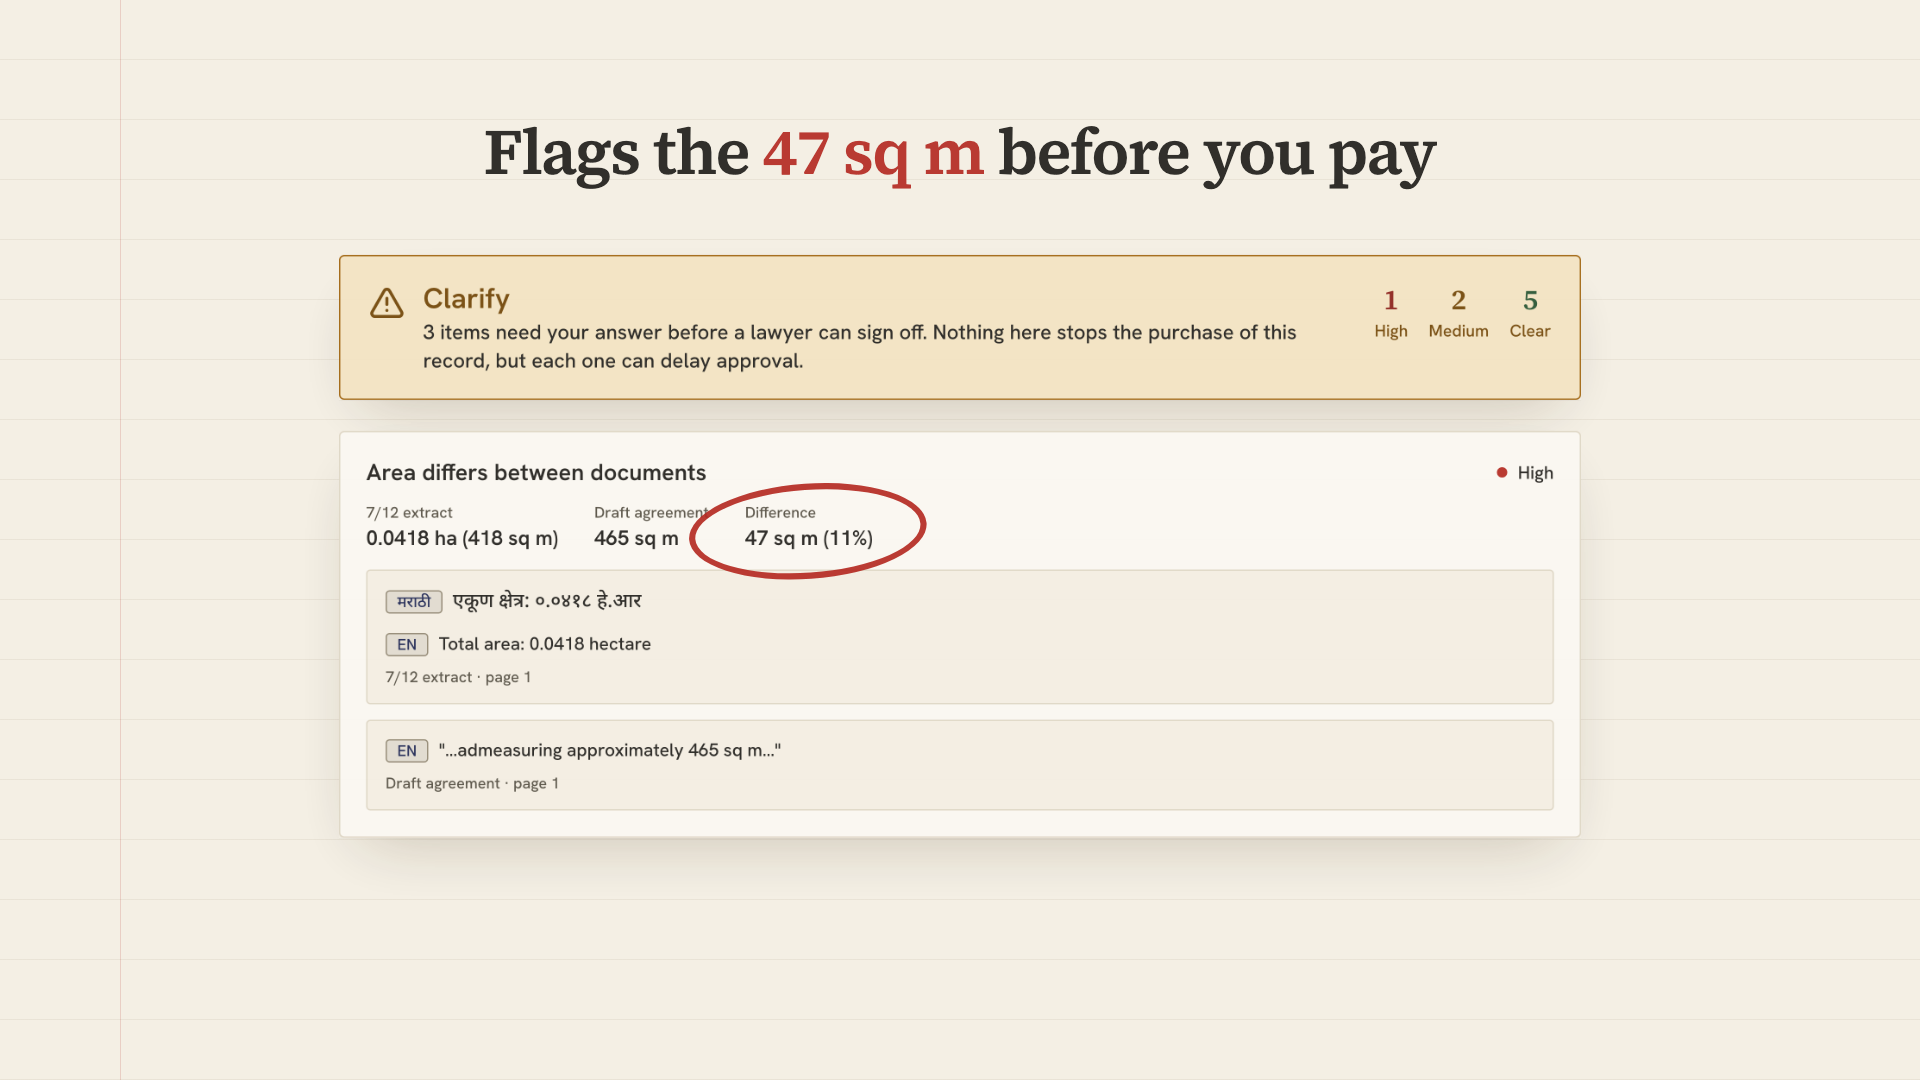 Flags the 47 sq m before you pay
Clarify
3 items need your answer before a lawyer can sign off. Nothing here stops the purchase of this
record, but each one can delay approval.
1 2 5
High Medium Clear
Area differs between documents
High
7/12 extract Draft agreement Difference
0.0418 ha (418 sq m) 465 sq m 47 sq m (11%)
मराठी एकूण क्षेत्र: ०.०४१८ हे.आर
EN Total area: 0.0418 hectare
7/12 extract · page 1
EN "...admeasuring approximately 465 sq m..."
Draft agreement · page 1